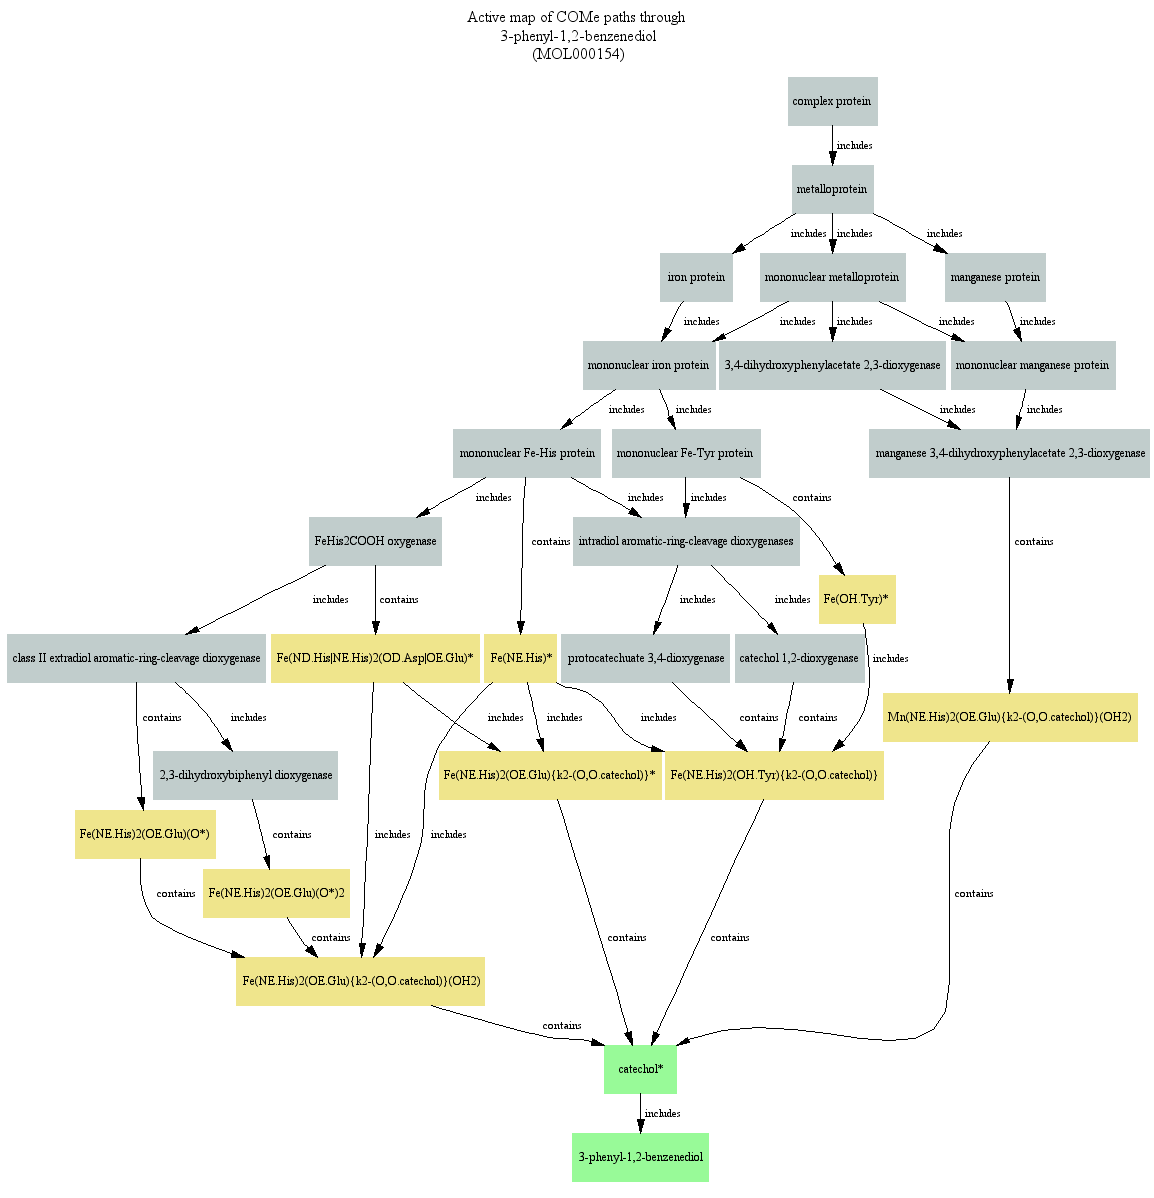 Active map of COMe paths through
3-phenyl-1,2-benzenediol
(MOL000154)
complex protein
includes
metalloprotein
includes
includes
includes
iron protein
mononuclear metalloprotein
manganese protein
includes
includes
includes
includes
includes
mononuclear iron protein
3,4-dihydroxyphenylacetate 2,3-dioxygenase
mononuclear manganese protein
includes
includes
includes
includes
mononuclear Fe-His protein
mononuclear Fe-Tyr protein
manganese 3,4-dihydroxyphenylacetate 2,3-dioxygenase
includes
includes
includes
contains
FeHis2COOH oxygenase
contains
intradiol aromatic-ring-cleavage dioxygenases
contains
includes
contains
includes
includes
Fe(OH.Tyr)*
class II extradiol aromatic-ring-cleavage dioxygenase
Fe(ND.His|NE.His)2(OD.Asp|OE.Glu)*
Fe(NE.His)*
protocatechuate 3,4-dioxygenase
catechol 1,2-dioxygenase
includes
contains
includes
includes
includes
includes
contains
contains
Mn(NE.His)2(OE.Glu){k2-(O,O.catechol)}(OH2)
2,3-dihydroxybiphenyl dioxygenase
Fe(NE.His)2(OE.Glu){k2-(O,O.catechol)}*
Fe(NE.His)2(OH.Tyr){k2-(O,O.catechol)}
Fe(NE.His)2(OE.Glu)(O*)
contains
includes
includes
contains
Fe(NE.His)2(OE.Glu)(O*)2
contains
contains
contains
contains
Fe(NE.His)2(OE.Glu){k2-(O,O.catechol)}(OH2)
contains
catechol*
includes
3-phenyl-1,2-benzenediol